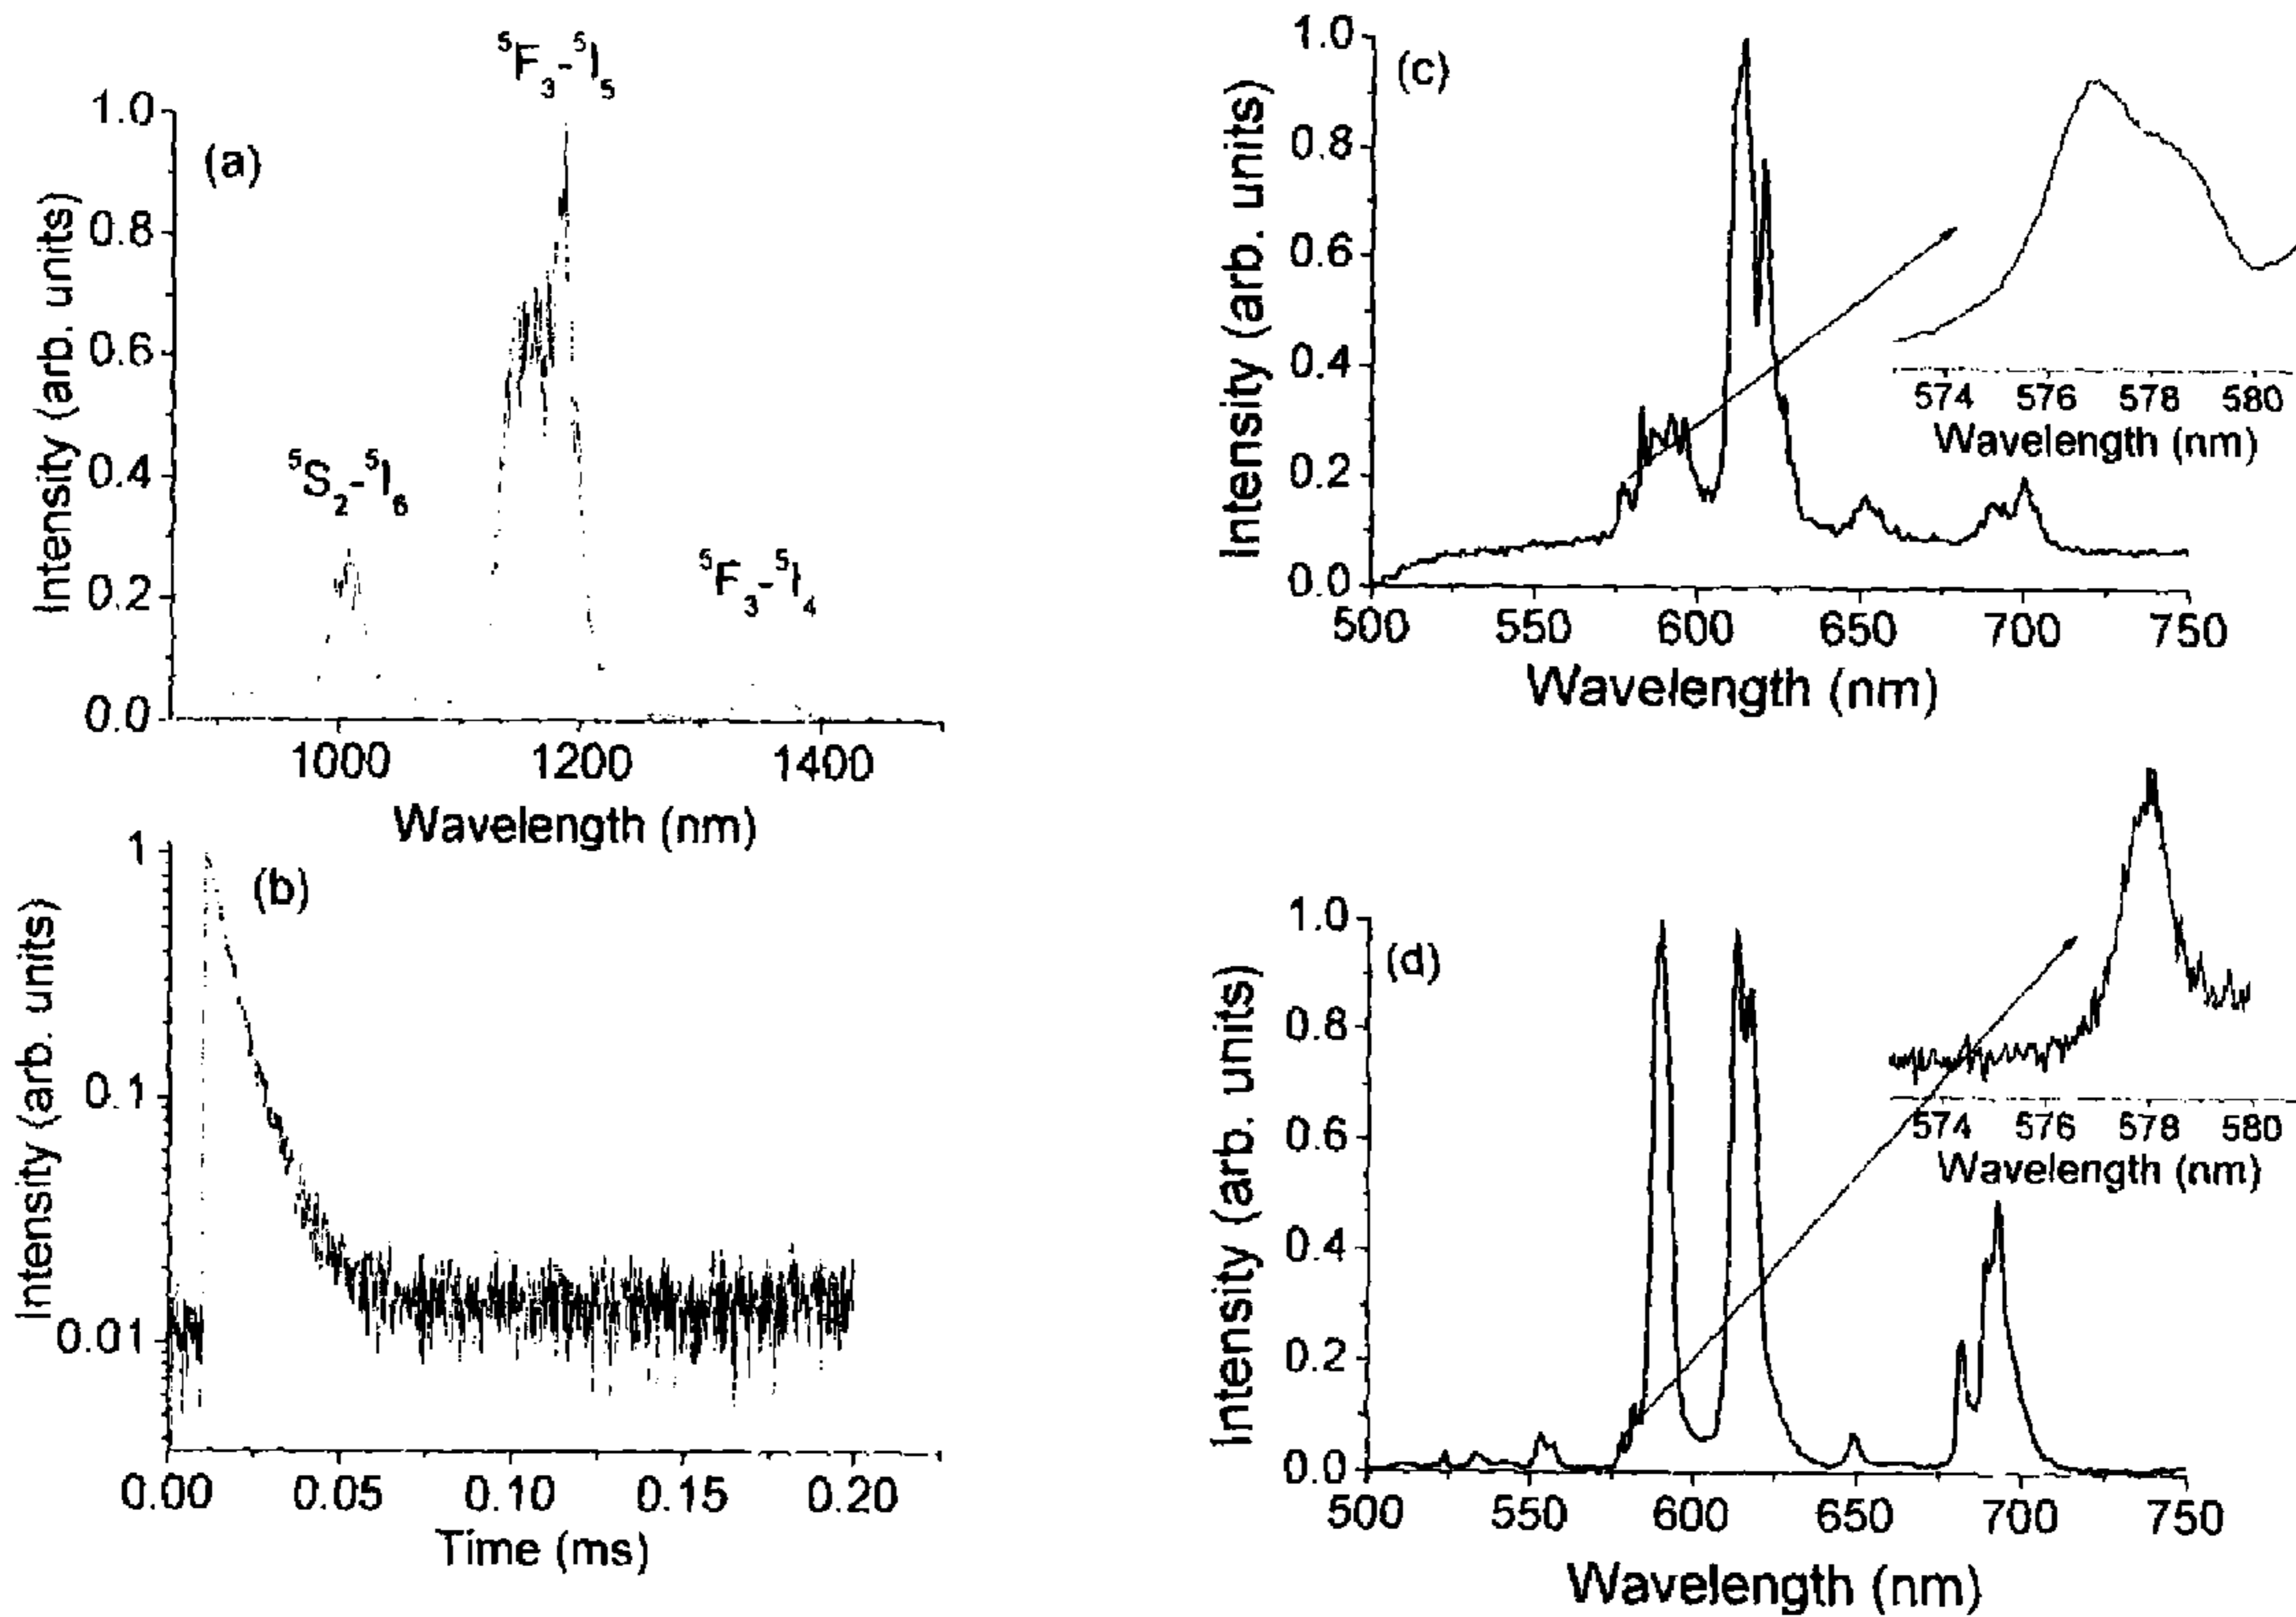 (a)
⁵F₃-⁵I₅
⁵S₂-⁵I₆
⁵F₃-⁵I₄
Intensity (arb. units)
1.0
0.8
0.6
0.4
0.2
0.0
1000 1200 1400
Wavelength (nm)
(b)
Intensity (arb. units)
1
0.1
0.01
0.00 0.05 0.10 0.15 0.20
Time (ms)
(c)
Intensity (arb. units)
1.0
0.8
0.6
0.4
0.2
0.0
500 550 600 650 700 750
Wavelength (nm)
574 576 578 580
Wavelength (nm)
(d)
Intensity (arb. units)
1.0
0.8
0.6
0.4
0.2
0.0
500 550 600 650 700 750
Wavelength (nm)
574 576 578 580
Wavelength (nm)